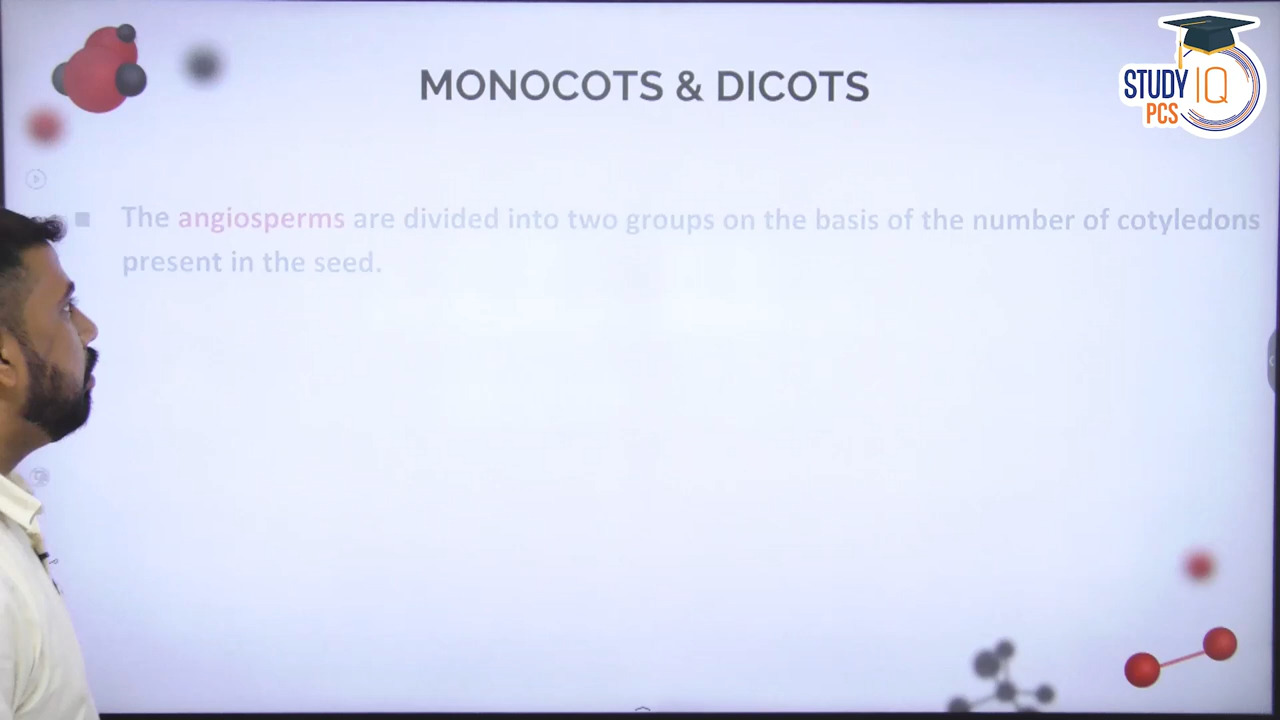 MONOCOTS & DICOTS
STUDY IQ
PCS
■ The angiosperms are divided into two groups on the basis of the number of cotyledons
present in the seed.